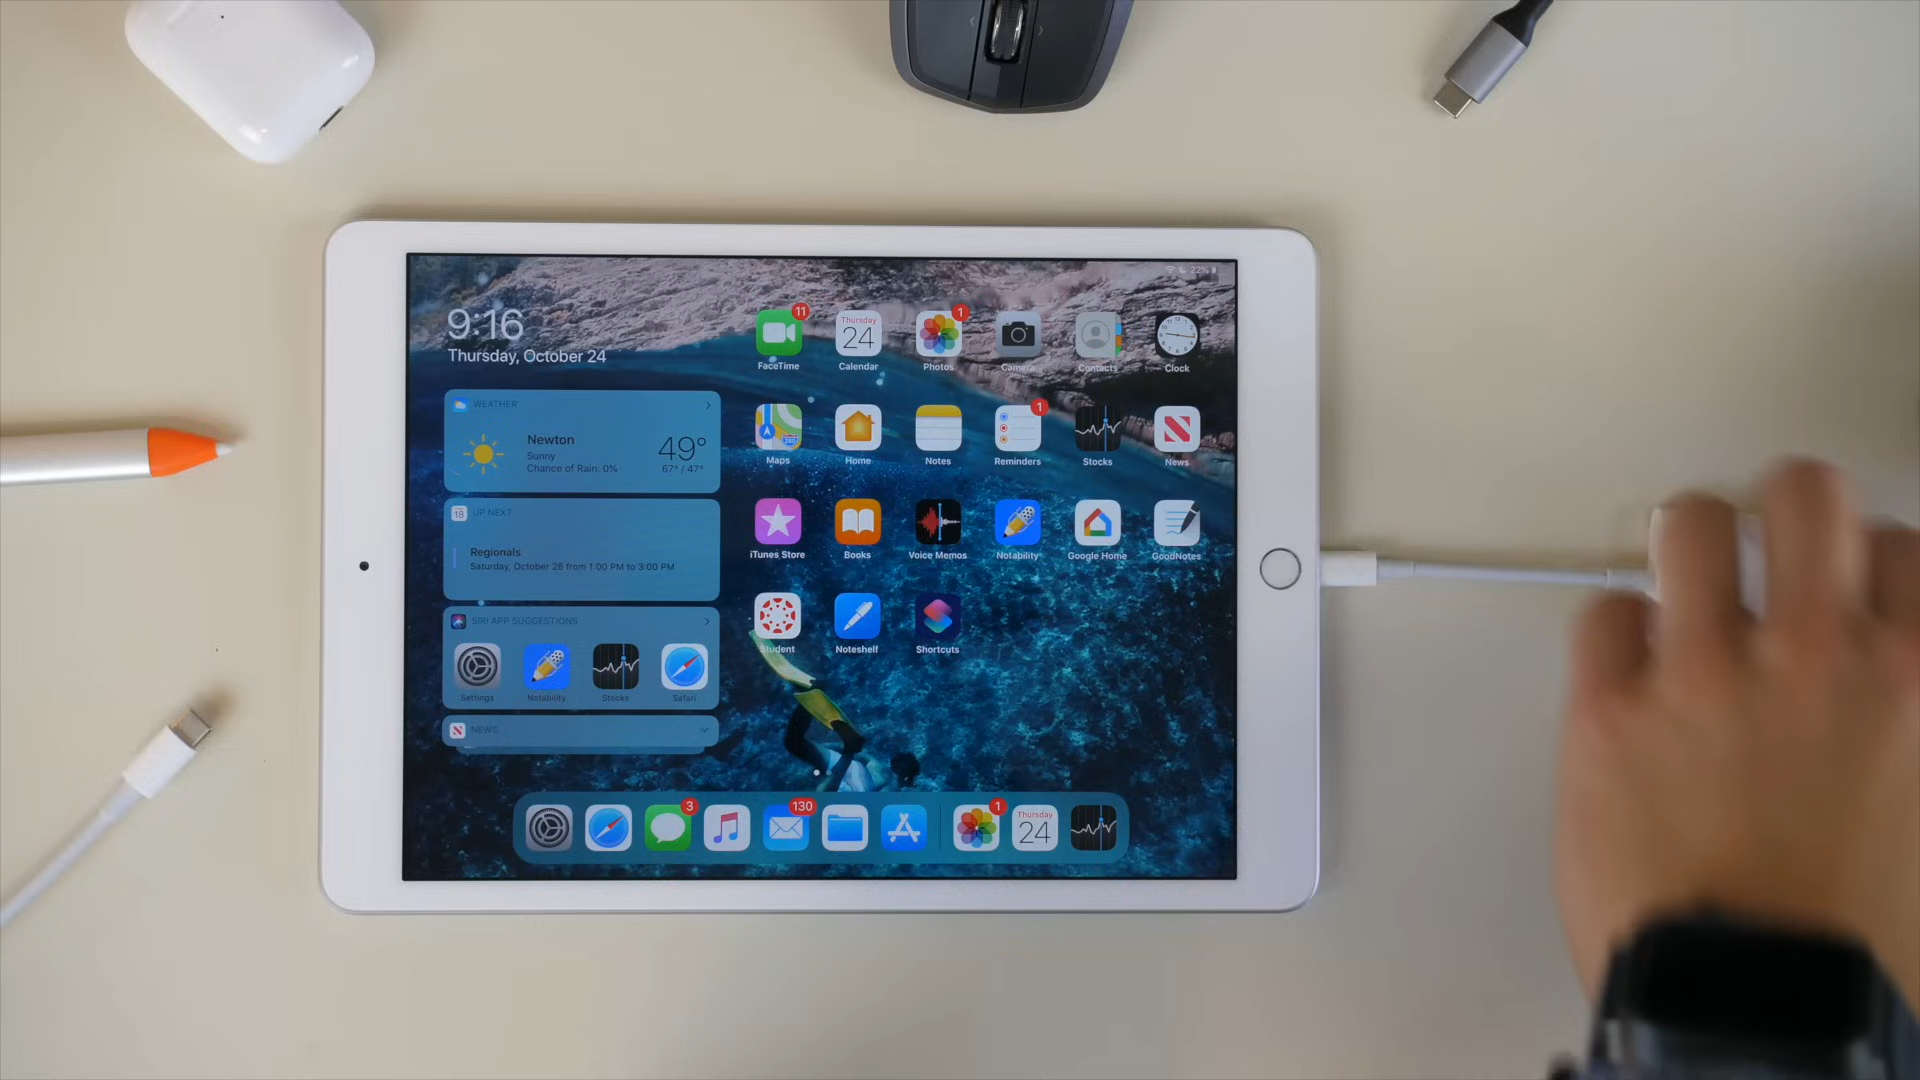 22%
9:16
Thursday, October 24
11
Thursday
24
1
FaceTime
Calendar
Photos
Camera
Contacts
Clock
WEATHER
Newton
Sunny
Chance of Rain: 0%
49°
67° / 47°
1
280
Maps
Home
Notes
Reminders
Stocks
News
18
UP NEXT
Regionals
Saturday, October 26 from 1:00 PM to 3:00 PM
iTunes Store
Books
Voice Memos
Notability
Google Home
GoodNotes
SIRI APP SUGGESTIONS
Settings
Notability
Stocks
Safari
Student
Noteshelf
Shortcuts
NEWS
3
130
1
Thursday
24